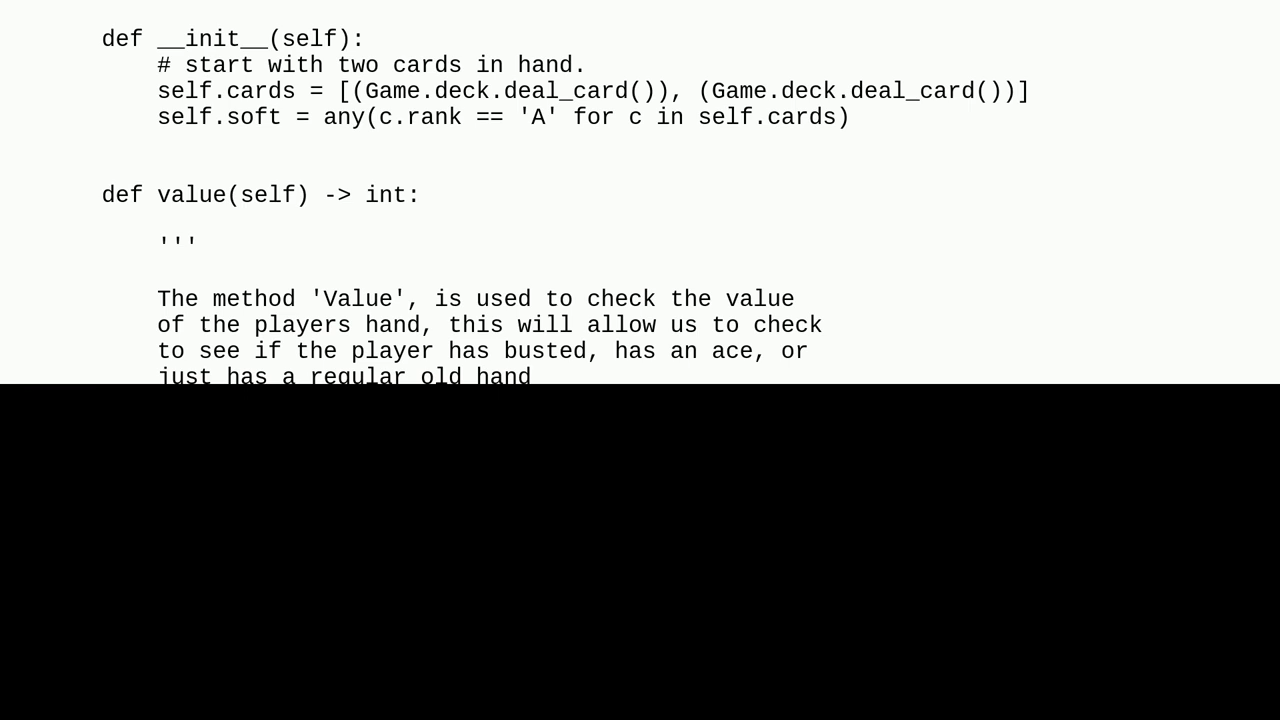 def __init__(self):
# start with two cards in hand.
self.cards = [(Game.deck.deal_card()), (Game.deck.deal_card())]
self.soft = any(c.rank == 'A' for c in self.cards)
def value(self) -> int:
'''
The method 'Value', is used to check the value
of the players hand, this will allow us to check
to see if the player has busted, has an ace, or
just has a regular old hand